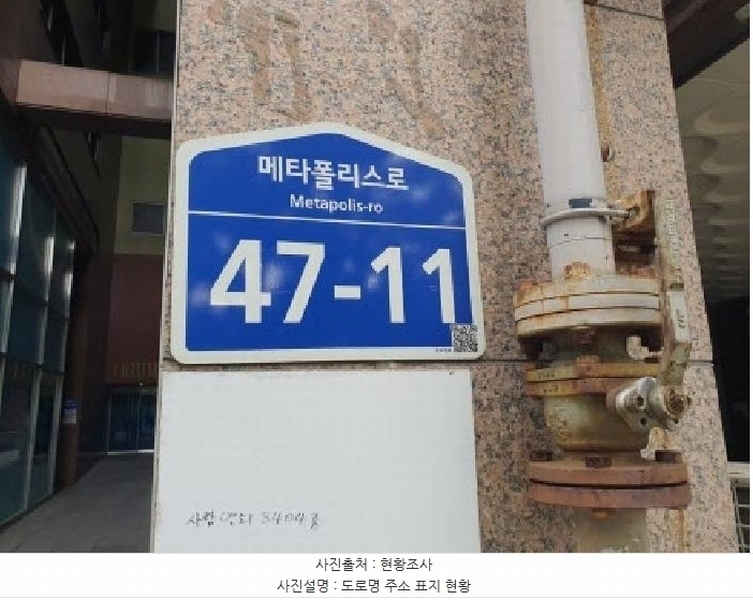 메타폴리스로
Metapolis-ro
47-11
사진출처 : 현황조사
사진설명 : 도로명 주소 표지 현황